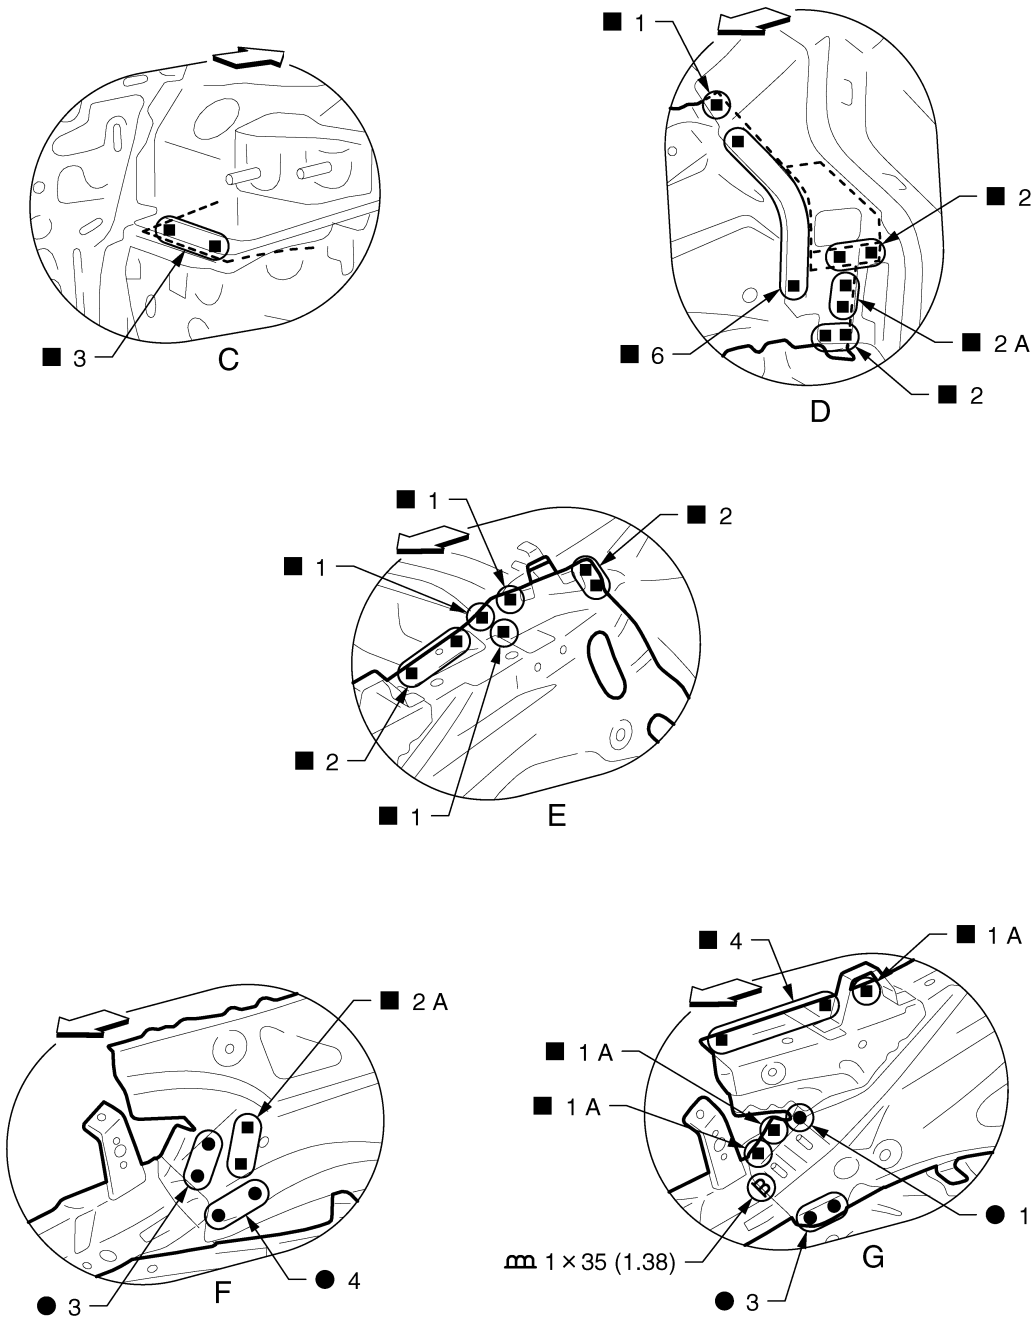 ■ 1
■ 2
■ 3
C
■ 6
■ 2 A
■ 2
D
■ 1
■ 2
■ 1
■ 2
■ 1
E
■ 4
■ 1 A
■ 2 A
■ 1 A
■ 1 A
● 1
1 × 35 (1.38)
G
● 4
F
● 3
● 3